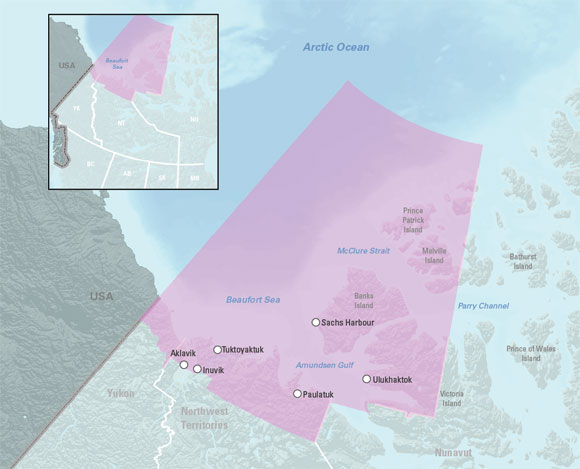 Arctic Ocean
USA
Beaufort
Sea
YK
NT
NU
BC
AB
SK
MB
Prince
Patrick
Island
McClure Strait
Melville
Island
Bathurst
Island
Beaufort Sea
Banks
Island
USA
Parry Channel
Sachs Harbour
Prince of Wales
Island
Tuktoyaktuk
Aklavik
Inuvik
Amundsen Gulf
Ulukhaktok
Paulatuk
Yukon
Victoria
Island
Northwest
Territories
Nunavut